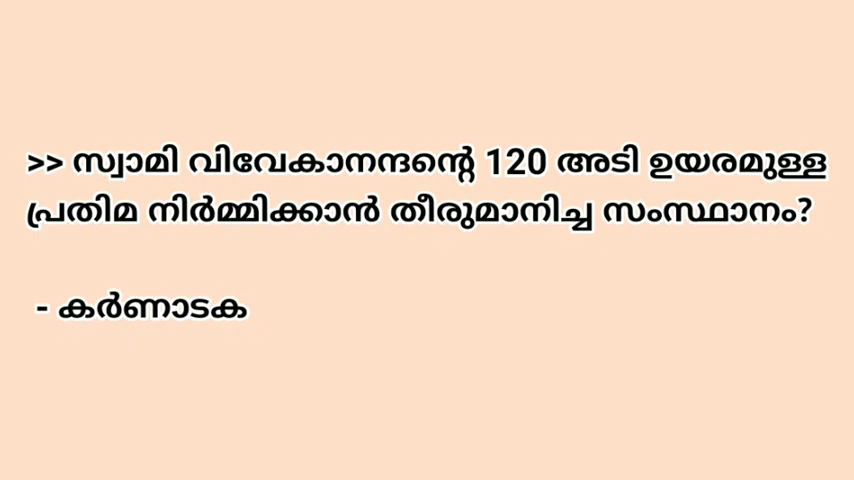 >> സ്വാമി വിവേകാനന്ദന്റെ 120 അടി ഉയരമുള്ള
പ്രതിമ നിർമ്മിക്കാൻ തീരുമാനിച്ച സംസ്ഥാനം?
- കർണാടക